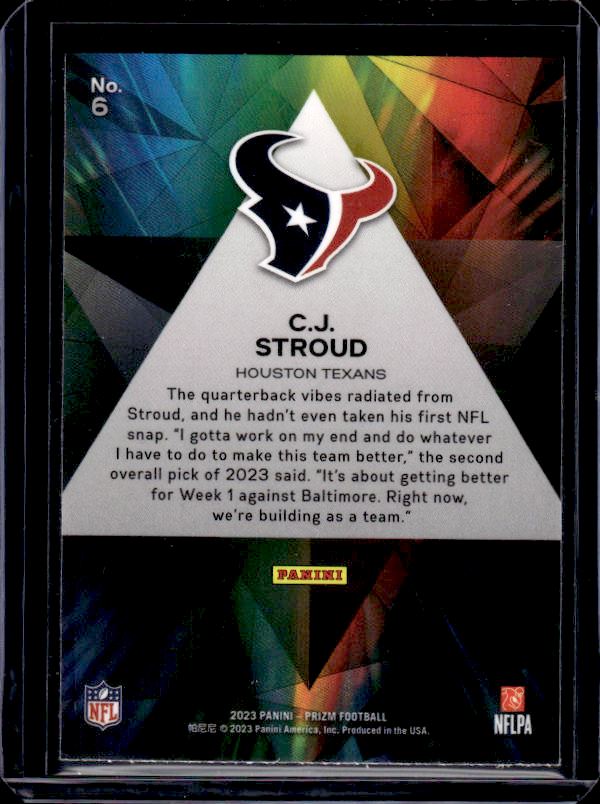 No.
6
C.J.
STROUD
HOUSTON TEXANS
The quarterback vibes radiated from
Stroud, and he hadn't even taken his first NFL
snap. "I gotta work on my end and do whatever
I have to do to make this team better," the second
overall pick of 2023 said. "It's about getting better
for Week 1 against Baltimore. Right now,
we're building as a team."
PANINI
NFL
2023 PANINI – PRIZM FOOTBALL
帕尼尼 © 2023 Panini America, Inc. Produced in the USA.
NFLPA